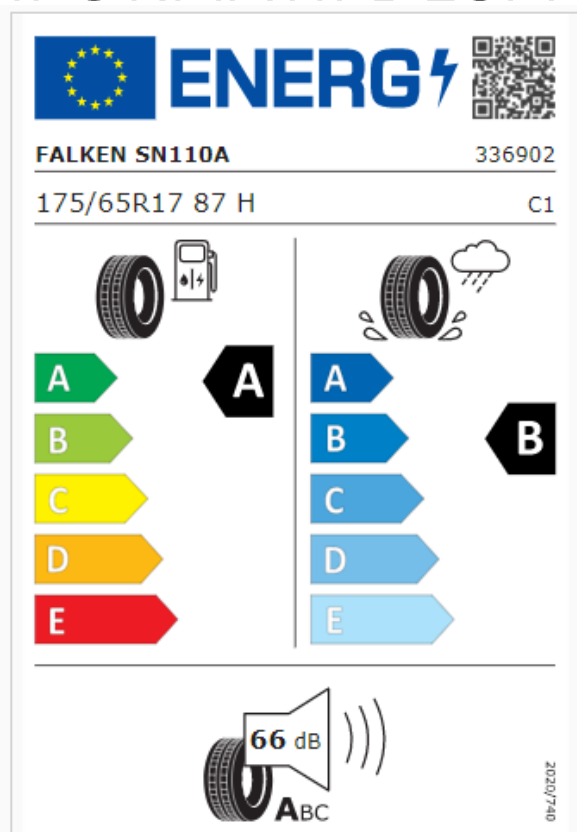 ENERG
FALKEN SN110A 336902
175/65R17 87 H C1
A A A
B B B
C C
D D
E E
66 dB
ABC
2020/740